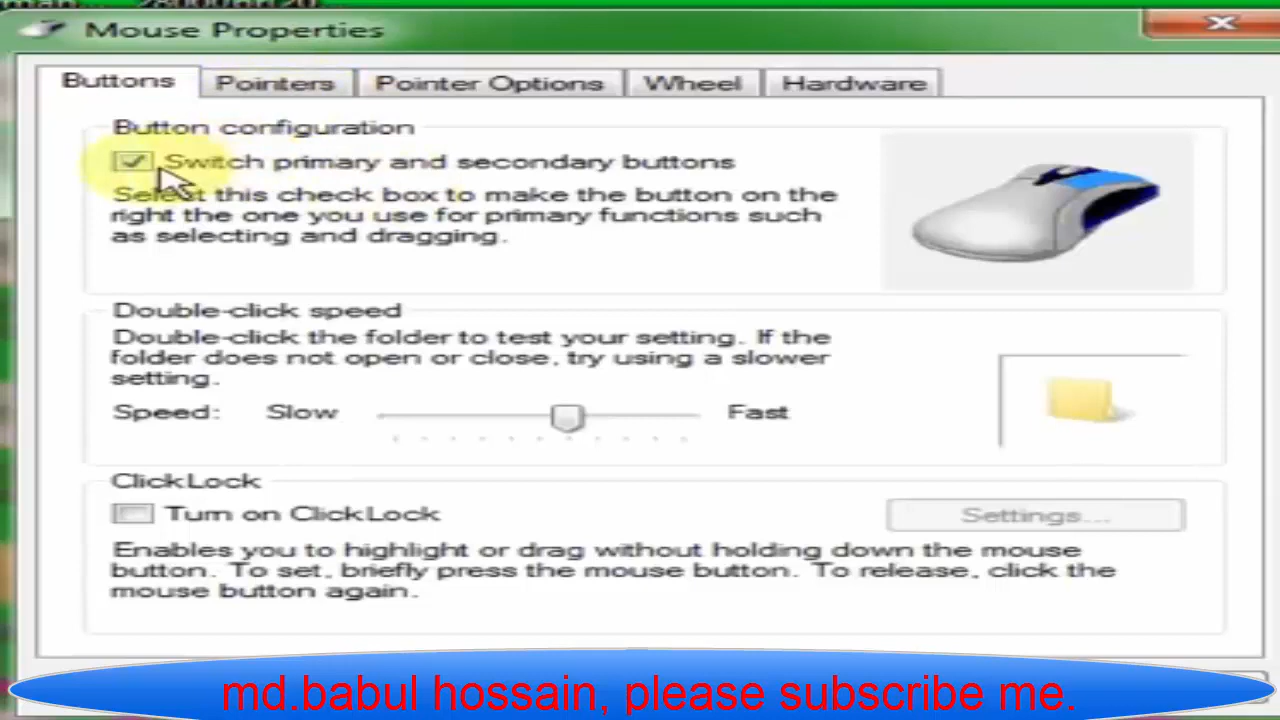 Mouse Properties
Buttons
Pointers
Pointer Options
Wheel
Hardware
Button configuration
Switch primary and secondary buttons
Select this check box to make the button on the
right the one you use for primary functions such
as selecting and dragging.
Double-click speed
Double-click the folder to test your setting. If the
folder does not open or close, try using a slower
setting.
Speed: Slow Fast
ClickLock
Turn on ClickLock
Settings...
Enables you to highlight or drag without holding down the mouse
button. To set, briefly press the mouse button. To release, click the
mouse button again.
md.babul hossain, please subscribe me.